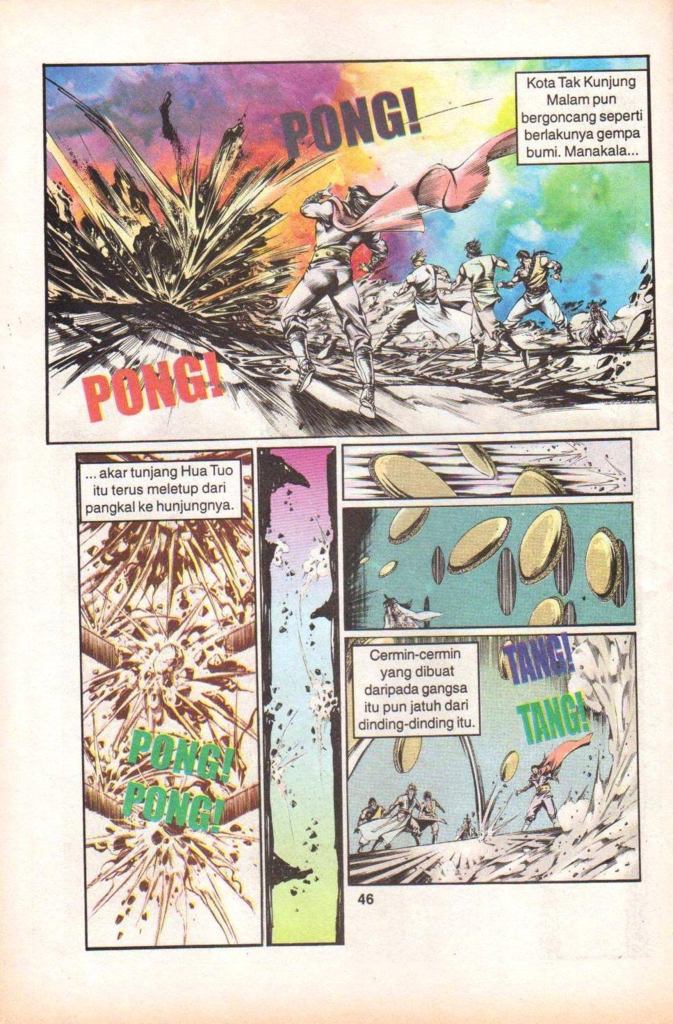 Kota Tak Kunjung
Malam pun
bergoncang seperti
berlakunya gempa
bumi. Manakala...
PONG!
PONG!
... akar tunjang Hua Tuo
itu terus meletup dari
pangkal ke hunjungnya.
PONG!
PONG!
Cermin-cermin
yang dibuat
daripada gangsa
itu pun jatuh dari
dinding-dinding itu.
TANG!
TANG!
46